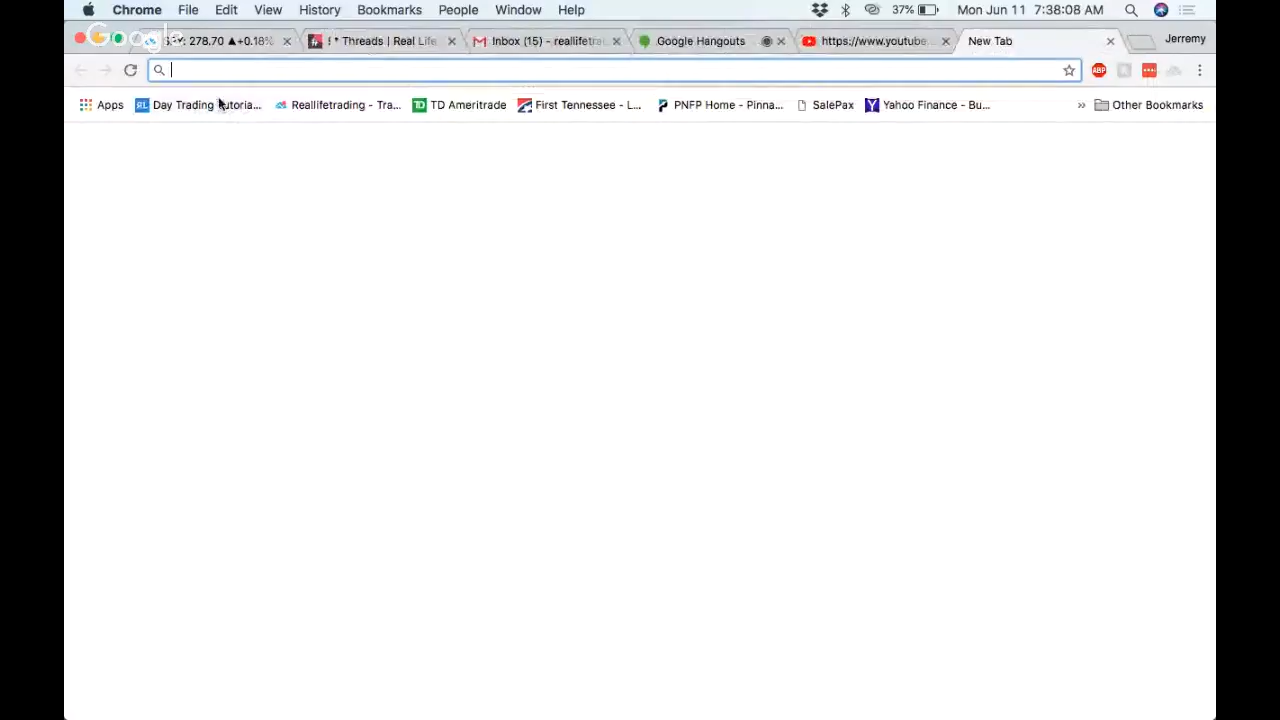 Chrome File Edit View History Bookmarks People Window Help 37% Mon Jun 11 7:38:08 AM
278.70 ▲+0.18% Threads | Real Life Inbox (15) - reallifetra Google Hangouts https://www.youtube. New Tab Jerremy
Apps Day Trading Tutoria... Reallifetrading - Tra... TD Ameritrade First Tennessee - L... PNFP Home - Pinna... SalePax Yahoo Finance - Bu... » Other Bookmarks